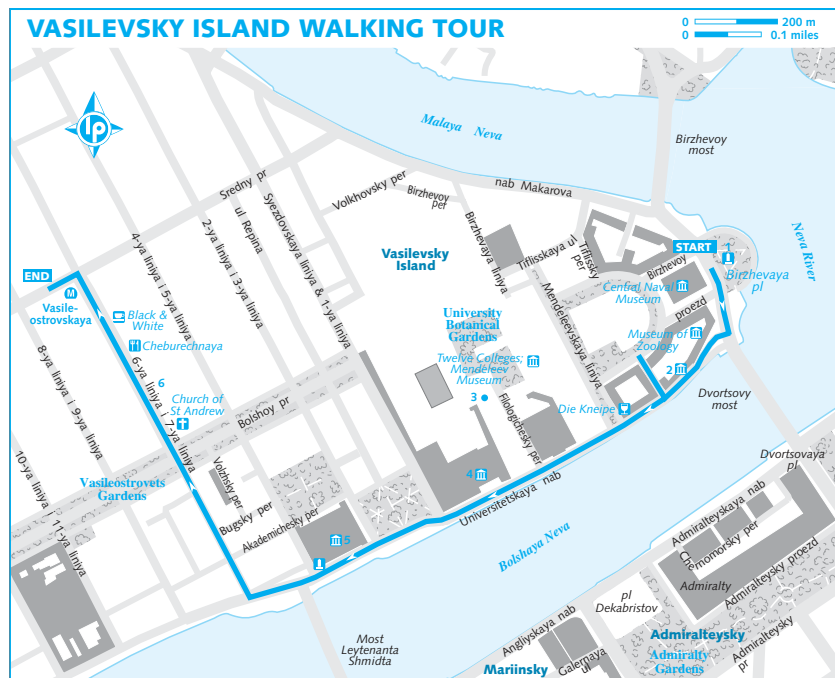 VASILEVSKY ISLAND WALKING TOUR
0 200 m
0 0.1 miles
lp
Malaya Neva
Birzhevoy
most
nab Makarova
Sredny pr
Volkhovsky per
Birzhevoy
per
Syezdovskaya liniya & 1-ya liniya
ul Repina
2-ya i 3-ya liniya
4-ya i 5-ya liniya
Birzhevaya liniya
Tiflisskaya ul
Tiflissky
per
START
1
Birzhevoy
proezd
Birzhevaya
pl
Neva River
Vasilevsky
Island
Central Naval
Museum
Mendeleevskaya liniya
END
M
Vasile-
ostrovskaya
Black &
White
Cheburechnaya
University
Botanical
Gardens
Museum of
Zoology
2
Twelve Colleges;
Mendeleev
Museum
3
8-ya liniya i 9-ya liniya
6
6-ya liniya i 7-ya liniya
Church of
St Andrew
Bolshoy pr
Die Kneipe
Filologichesky per
Dvortsovy
most
10-ya liniya i 11-ya liniya
Vasileostrovets
Gardens
Volzhsky per
Bugsky per
4
Universitetskaya nab
Dvortsovaya
pl
Akademichesky per
5
Bolshaya Neva
Admiralteyskaya nab
Chernomorsky per
Admiralty
Admiralteysky proezd
pl
Dekabristov
Most
Leytenanta
Shmidta
Angliyskaya nab
Galernaya
ul
Mariinsky
Admiralteysky
Admiralty
Gardens
Admiralteysky
pr